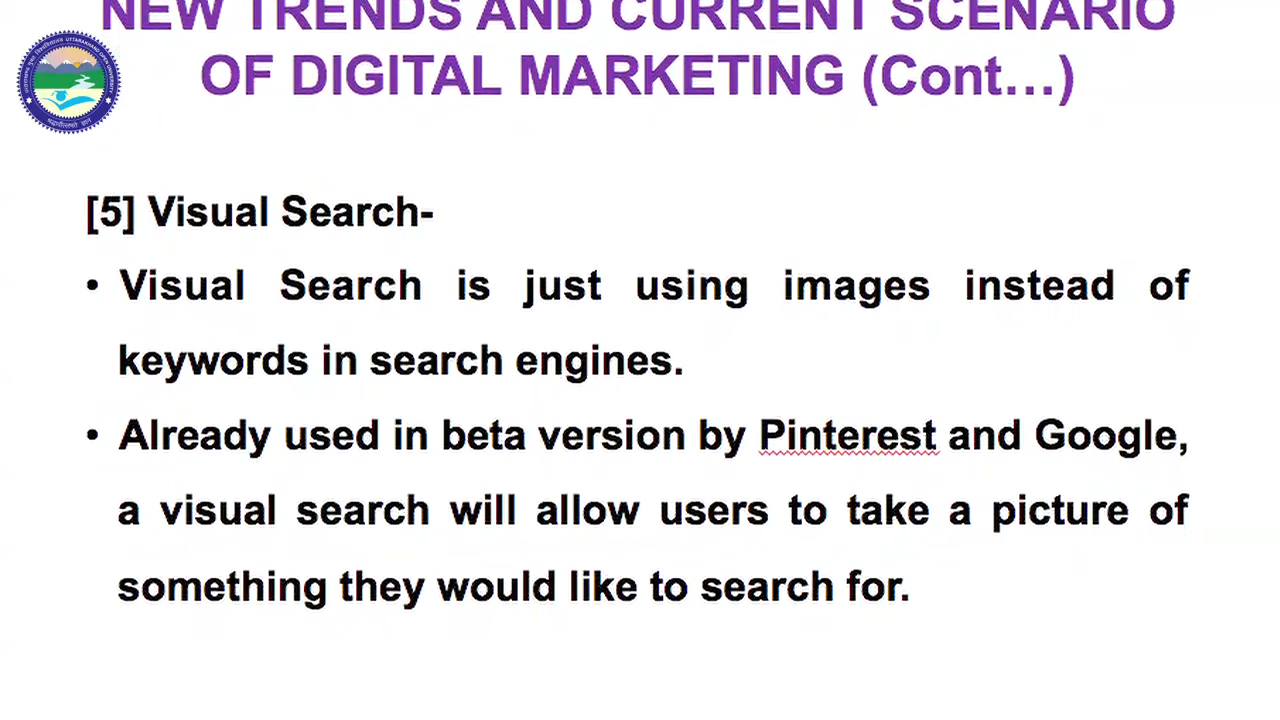 NEW TRENDS AND CURRENT SCENARIO
OF DIGITAL MARKETING (Cont...)
[5] Visual Search-
• Visual Search is just using images instead of
keywords in search engines.
• Already used in beta version by Pinterest and Google,
a visual search will allow users to take a picture of
something they would like to search for.